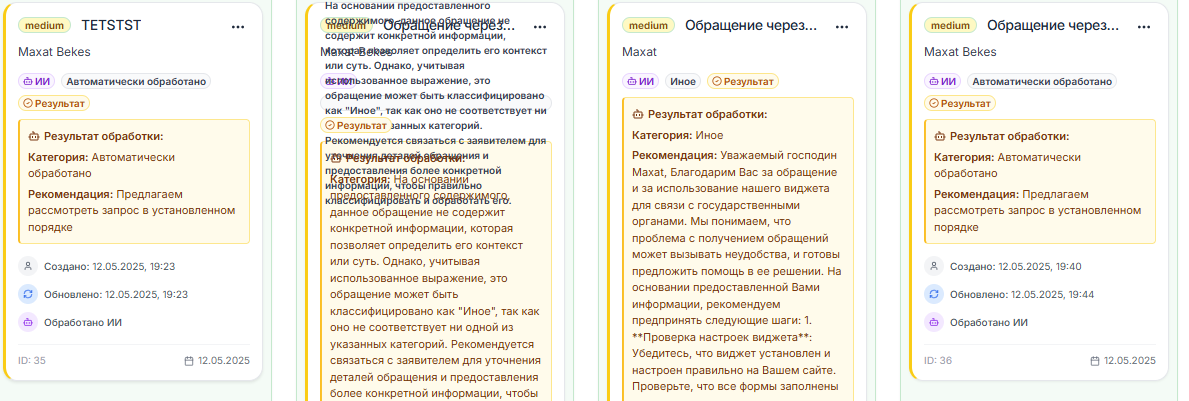 medium TETSTST ...
Maxat Bekes
ИИ Автоматически обработано
Результат
Результат обработки:
Категория: Автоматически
обработано
Рекомендация: Предлагаем
рассмотреть запрос в установленном
порядке
Создано: 12.05.2025, 19:23
Обновлено: 12.05.2025, 19:23
Обработано ИИ
ID: 35 12.05.2025
На основании предоставленного
содержимого, данное обращение не
содержит конкретной информации,
которая позволяет определить его контекст
или суть. Однако, учитывая
использованное выражение, это
обращение может быть классифицировано
как "Иное", так как оно не соответствует ни
занных категорий.
Рекомендуется связаться с заявителем для
уточнения деталей обращения и
предоставления более конкретной
информации, чтобы правильно
классифицировать и обработать его.
medium Обращение через... ...
Maxat Bekes
ИИ
Результат
Результат обработки:
Категория: На основании
предоставленного содержимого,
данное обращение не содержит
конкретной информации, которая
позволяет определить его контекст
или суть. Однако, учитывая
использованное выражение, это
обращение может быть
классифицировано как "Иное", так как
оно не соответствует ни одной из
указанных категорий. Рекомендуется
связаться с заявителем для уточнения
деталей обращения и предоставления
более конкретной информации, чтобы
medium Обращение через... ...
Maxat
ИИ Иное Результат
Результат обработки:
Категория: Иное
Рекомендация: Уважаемый господин
Maxat, Благодарим Вас за обращение
и за использование нашего виджета
для связи с государственными
органами. Мы понимаем, что
проблема с получением обращений
может вызывать неудобства, и готовы
предложить помощь в ее решении. На
основании предоставленной Вами
информации, рекомендуем
предпринять следующие шаги: 1.
**Проверка настроек виджета**:
Убедитесь, что виджет установлен и
настроен правильно на Вашем сайте.
Проверьте, что все формы заполнены
medium Обращение через... ...
Maxat Bekes
ИИ Автоматически обработано
Результат
Результат обработки:
Категория: Автоматически
обработано
Рекомендация: Предлагаем
рассмотреть запрос в установленном
порядке
Создано: 12.05.2025, 19:40
Обновлено: 12.05.2025, 19:44
Обработано ИИ
ID: 36 12.05.2025